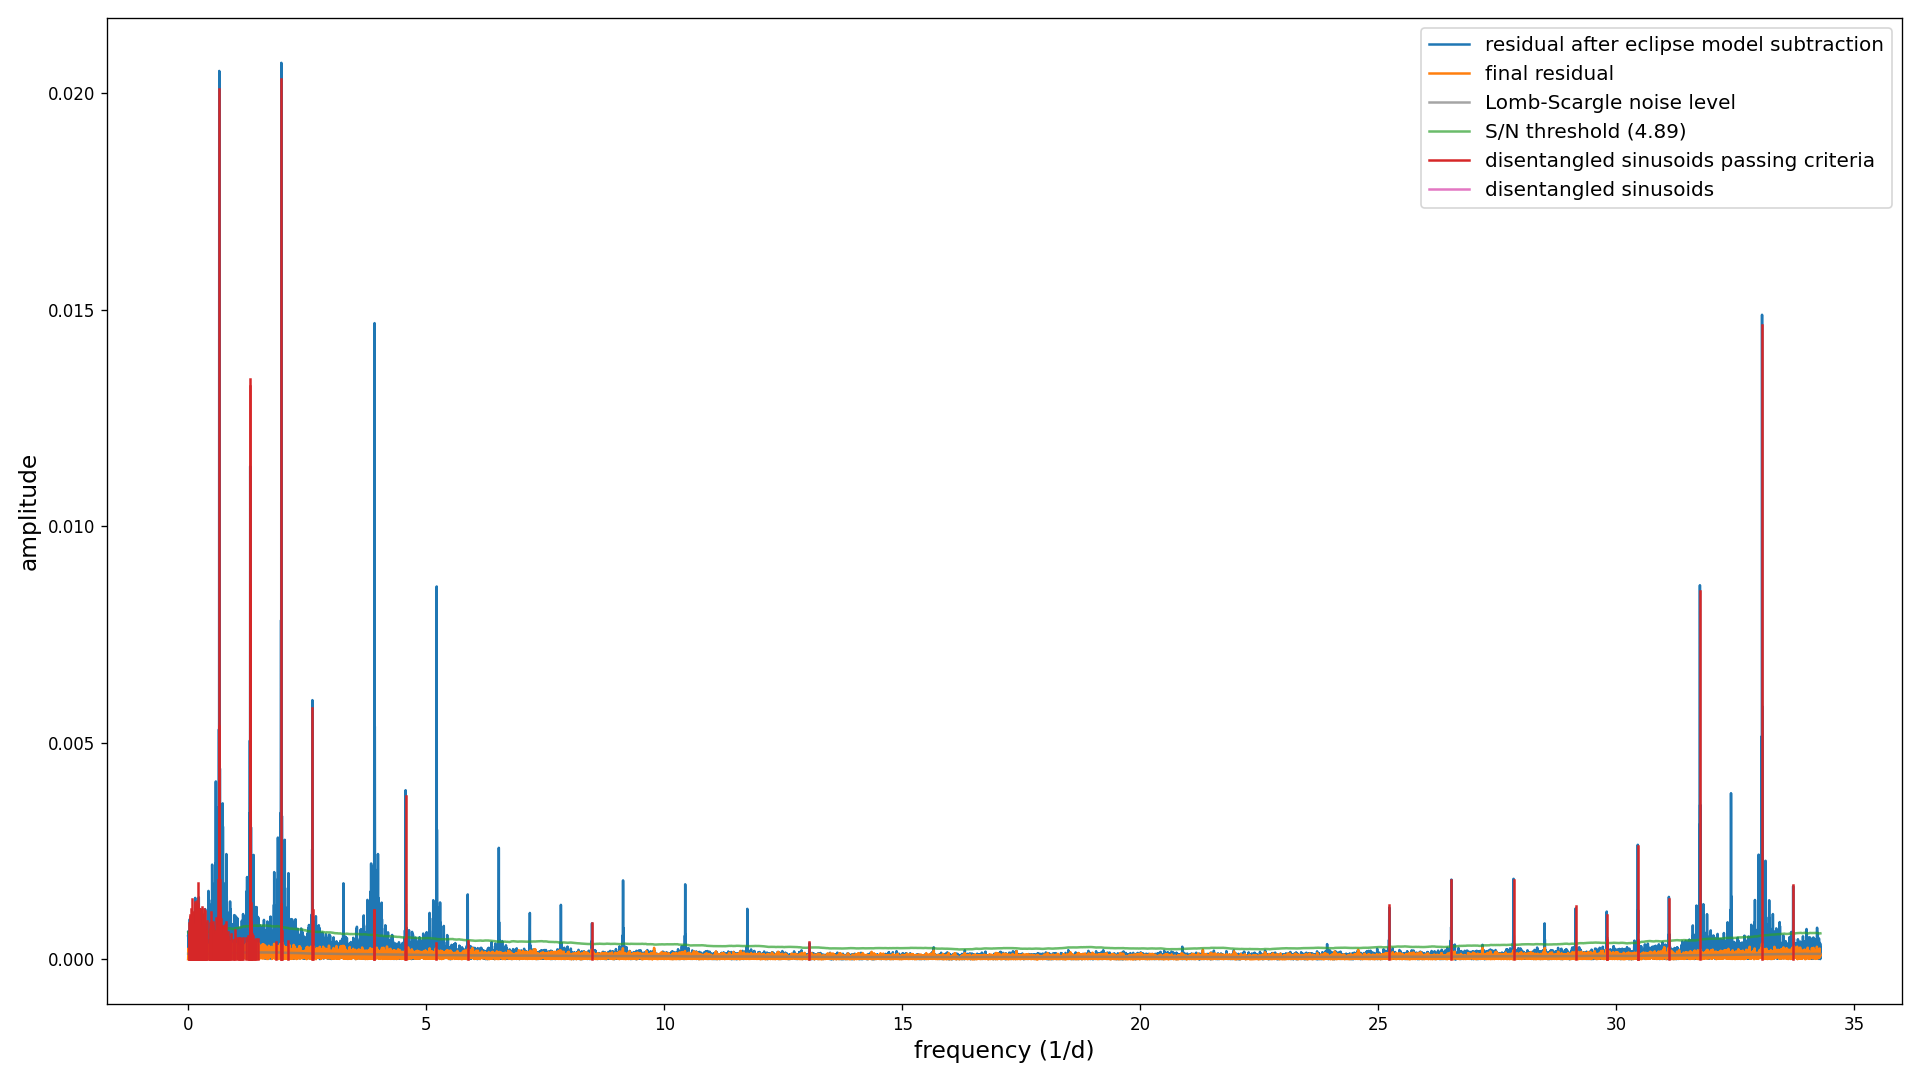 residual after eclipse model subtraction
final residual
Lomb-Scargle noise level
S/N threshold (4.89)
disentangled sinusoids passing criteria
disentangled sinusoids
amplitude
0.020
0.015
0.010
0.005
0.000
0 5 10 15 20 25 30 35
frequency (1/d)